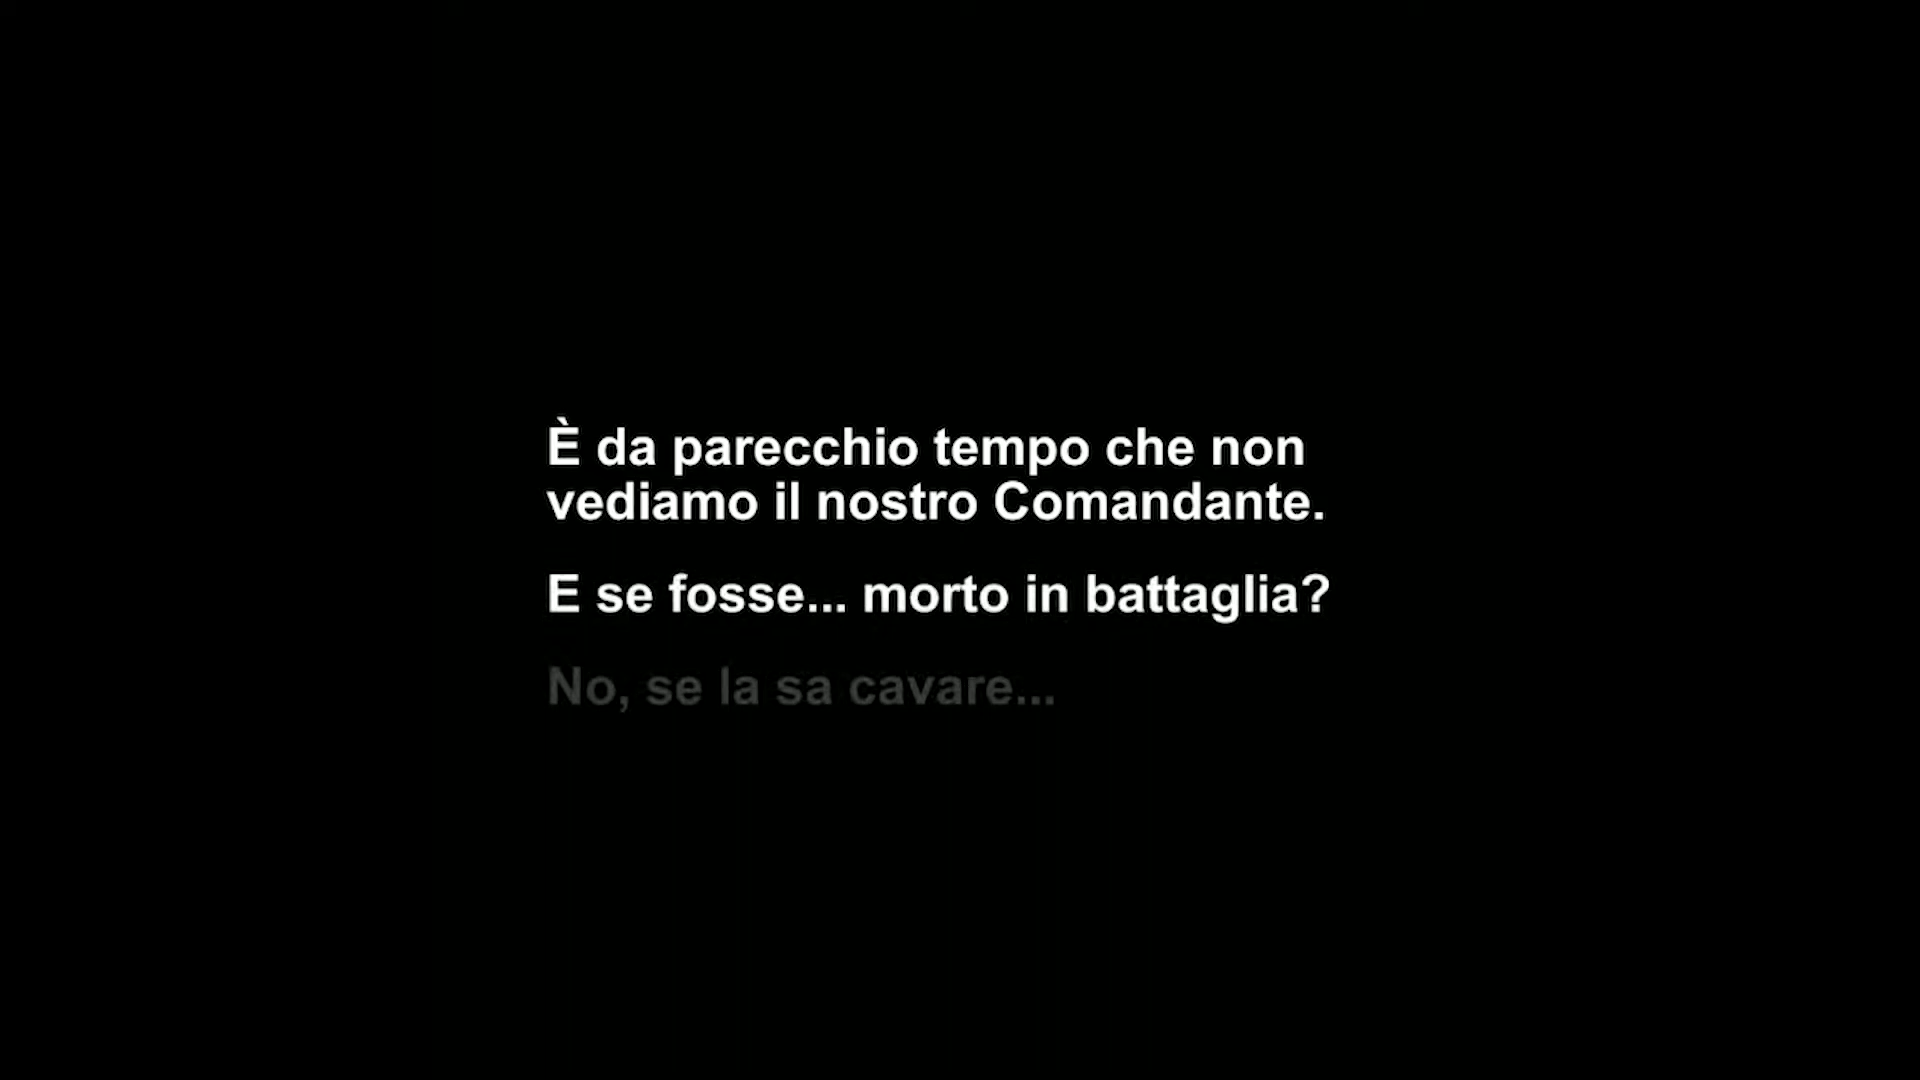 È da parecchio tempo che non
vediamo il nostro Comandante.
E se fosse... morto in battaglia?
No, se la sa cavare...